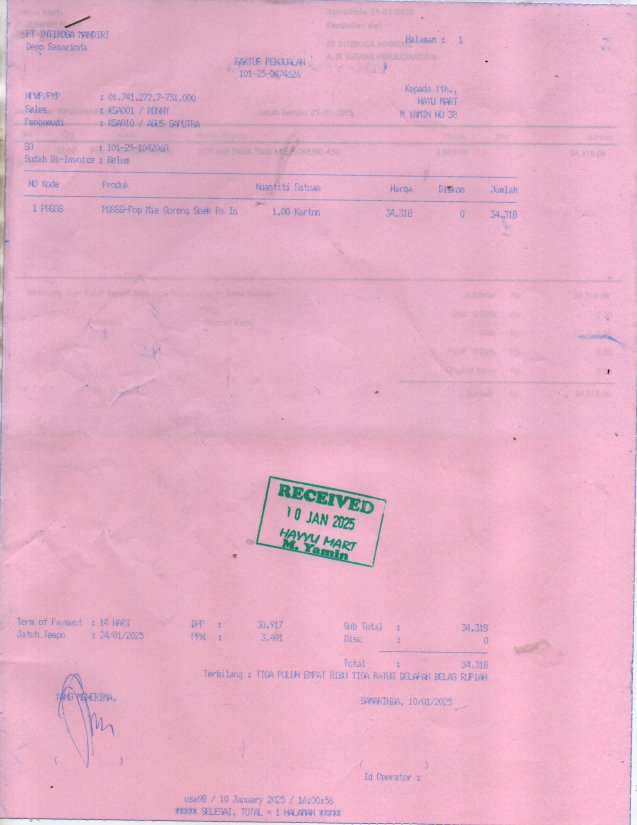 PT INTIBOGA MANDIRI
Depo Samarinda
Halaman : 1
FAKTUR PENJUALAN
101-25-0474626
NPWP/PKP : 01.741.272.7-731.000
Sales : KSA001 / RONNY
Pengemudi : KSA010 / AGUS SAPUTRA
Kepada Yth.,
HAYU MART
M YAMIN NO 38
SO : 101-25-1042068
Sudah Di-Invoice : Belum
NO Kode Produk Kuantiti Satuan Harga Diskon Jumlah
1 PGSSS PGSSS-Pop Mie Goreng Snek Rs In 1,00 Karton 34.318 0 34.318
RECEIVED
10 JAN 2025
HAYYU MART
M. Yamin
Term of Payment : 14 HARI
Jatuh Tempo : 24/01/2025
DPP : 30.917
PPN : 3.401
Sub Total : 34.318
Disc : 0
Total : 34.318
Terbilang : TIGA PULUH EMPAT RIBU TIGA RATUS DELAPAN BELAS RUPIAH
YANG MENERIMA,
SAMARINDA, 10/01/2025
( )
( )
Id Operator :
usa98 / 10 January 2025 / 16:00:56
***** SELESAI, TOTAL = 1 HALAMAN *****